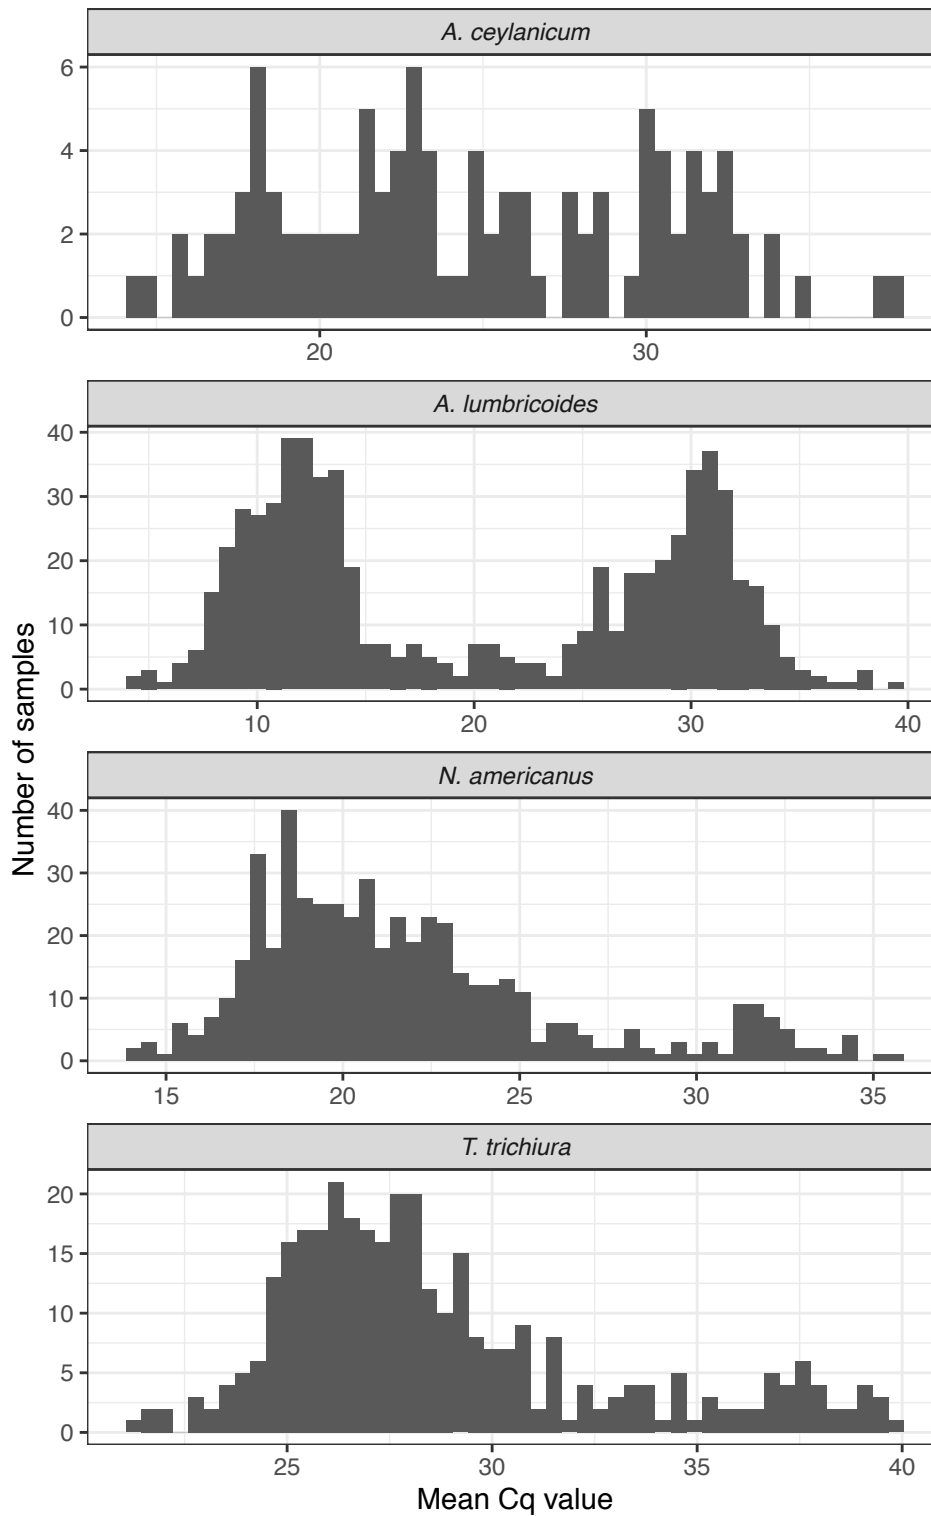 A. ceylanicum
6
4
2
0
20 30
A. lumbricoides
40
30
20
10
0
10 20 30 40
N. americanus
40
30
20
10
0
15 20 25 30 35
T. trichiura
20
15
10
5
0
25 30 35 40
Number of samples
Mean Cq value